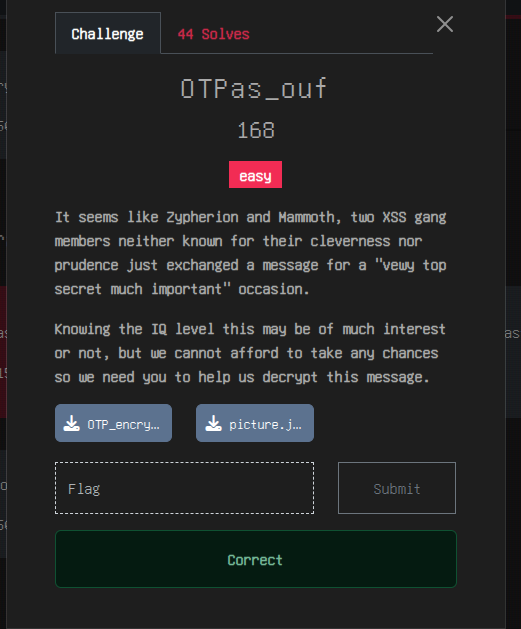 Challenge
44 Solves
OTPas_ouf
168
easy
It seems like Zypherion and Mammoth, two XSS gang
members neither known for their cleverness nor
prudence just exchanged a message for a "vewy top
secret much important" occasion.
Knowing the IQ level this may be of much interest
or not, but we cannot afford to take any chances
so we need you to help us decrypt this message.
OTP_encry…
picture.j…
Flag
Submit
Correct